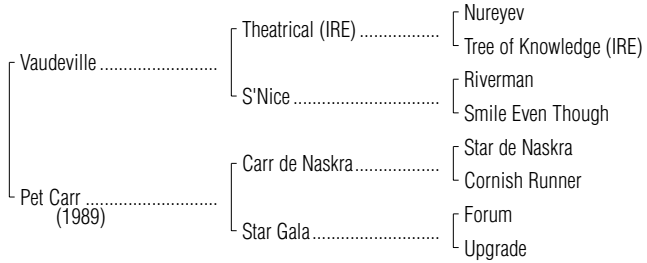 Nureyev
Theatrical (IRE) ..................
Tree of Knowledge (IRE)
Vaudeville ..........................
Riverman
S'Nice .................................
Smile Even Though
Star de Naskra
Carr de Naskra...................
Cornish Runner
Pet Carr .............................
(1989)
Forum
Star Gala............................
Upgrade